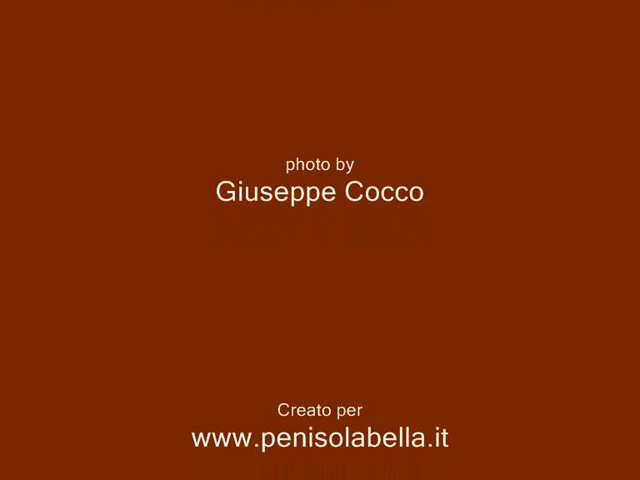 photo by
Giuseppe Cocco
Creato per
www.penisolabella.it